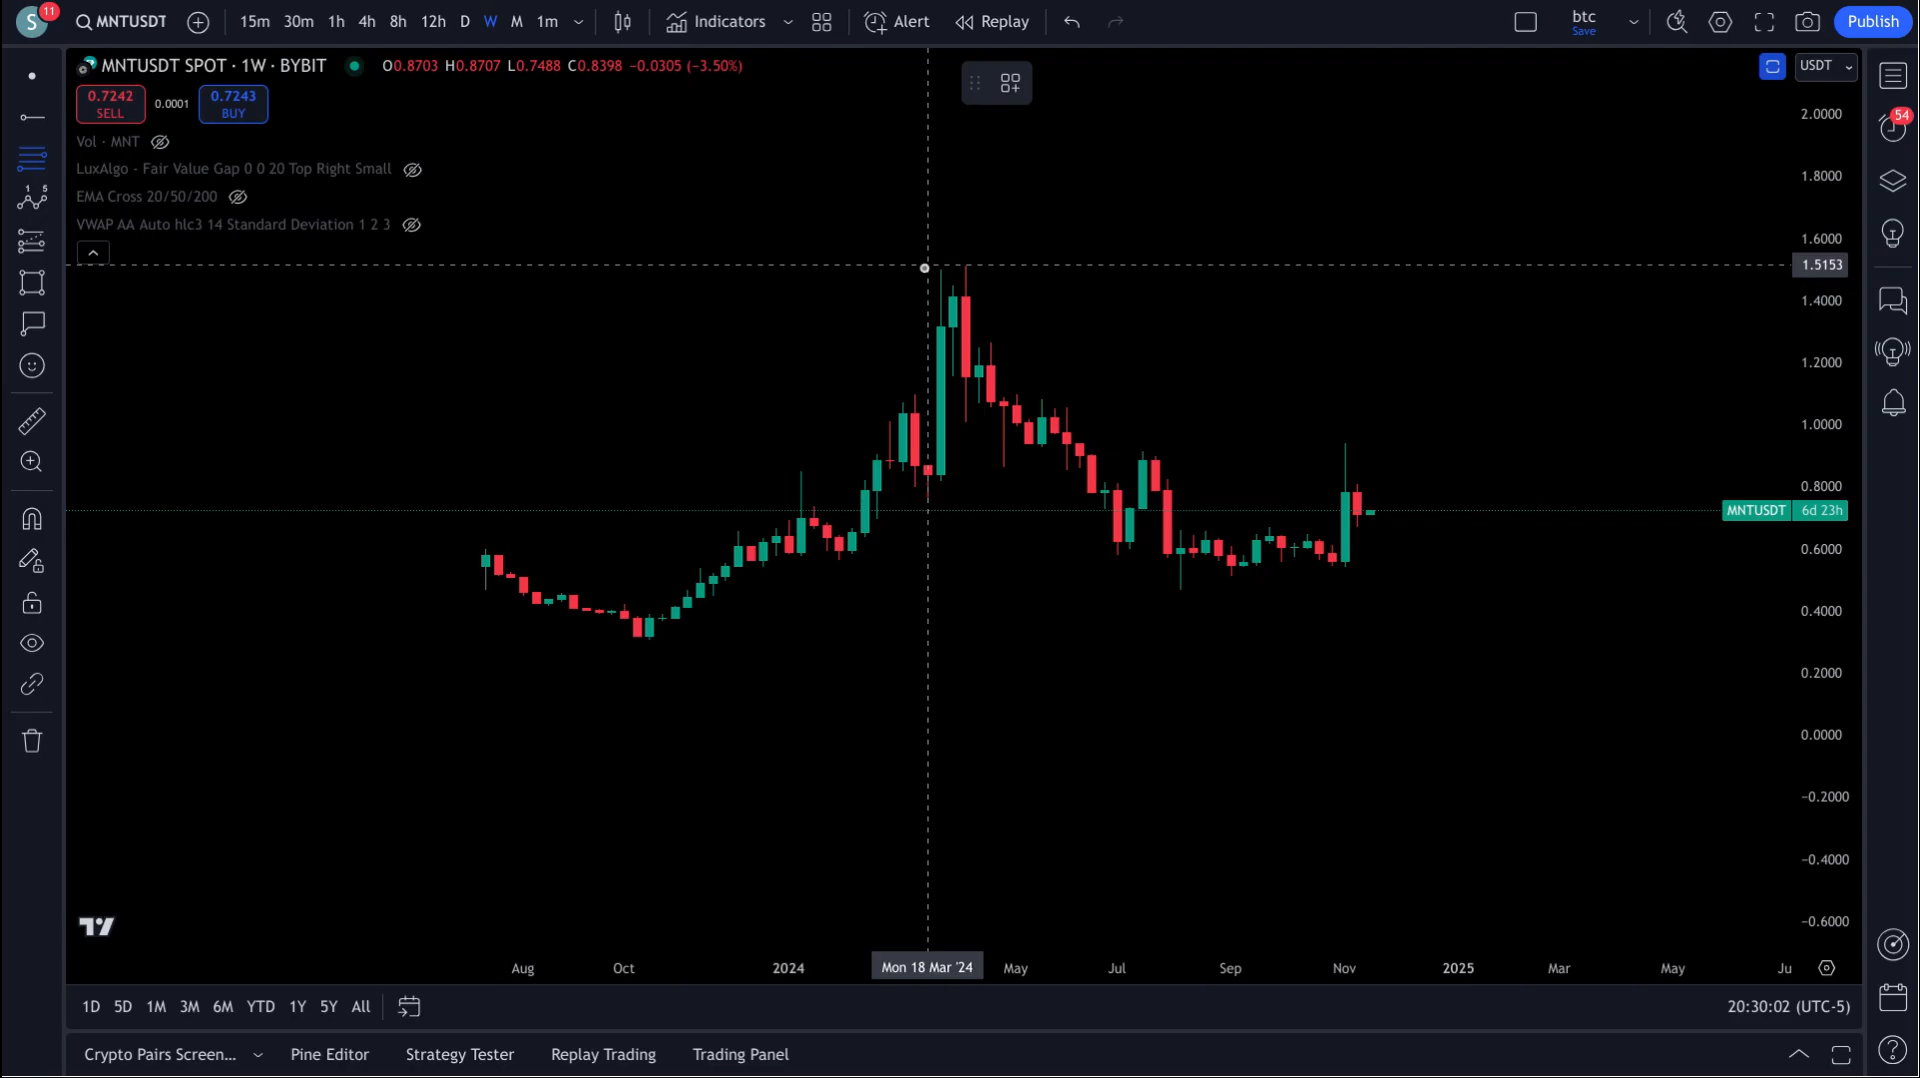 S 11 MNTUSDT 15m 30m 1h 4h 8h 12h D W M 1m Indicators Alert Replay btc Save Publish
MNTUSDT SPOT · 1W · BYBIT O0.8703 H0.8707 L0.7488 C0.8398 −0.0305 (−3.50%) USDT
0.7242 SELL 0.0001 0.7243 BUY
Vol · MNT
LuxAlgo - Fair Value Gap 0 0 20 Top Right Small
EMA Cross 20/50/200
VWAP AA Auto hlc3 14 Standard Deviation 1 2 3
1 5
54
2.0000
1.8000
1.6000
1.5153
1.4000
1.2000
1.0000
0.8000
MNTUSDT 6d 23h
0.6000
0.4000
0.2000
0.0000
−0.2000
−0.4000
−0.6000
Aug Oct 2024 Mon 18 Mar '24 May Jul Sep Nov 2025 Mar May Ju
1D 5D 1M 3M 6M YTD 1Y 5Y All 20:30:02 (UTC-5)
Crypto Pairs Screen... Pine Editor Strategy Tester Replay Trading Trading Panel